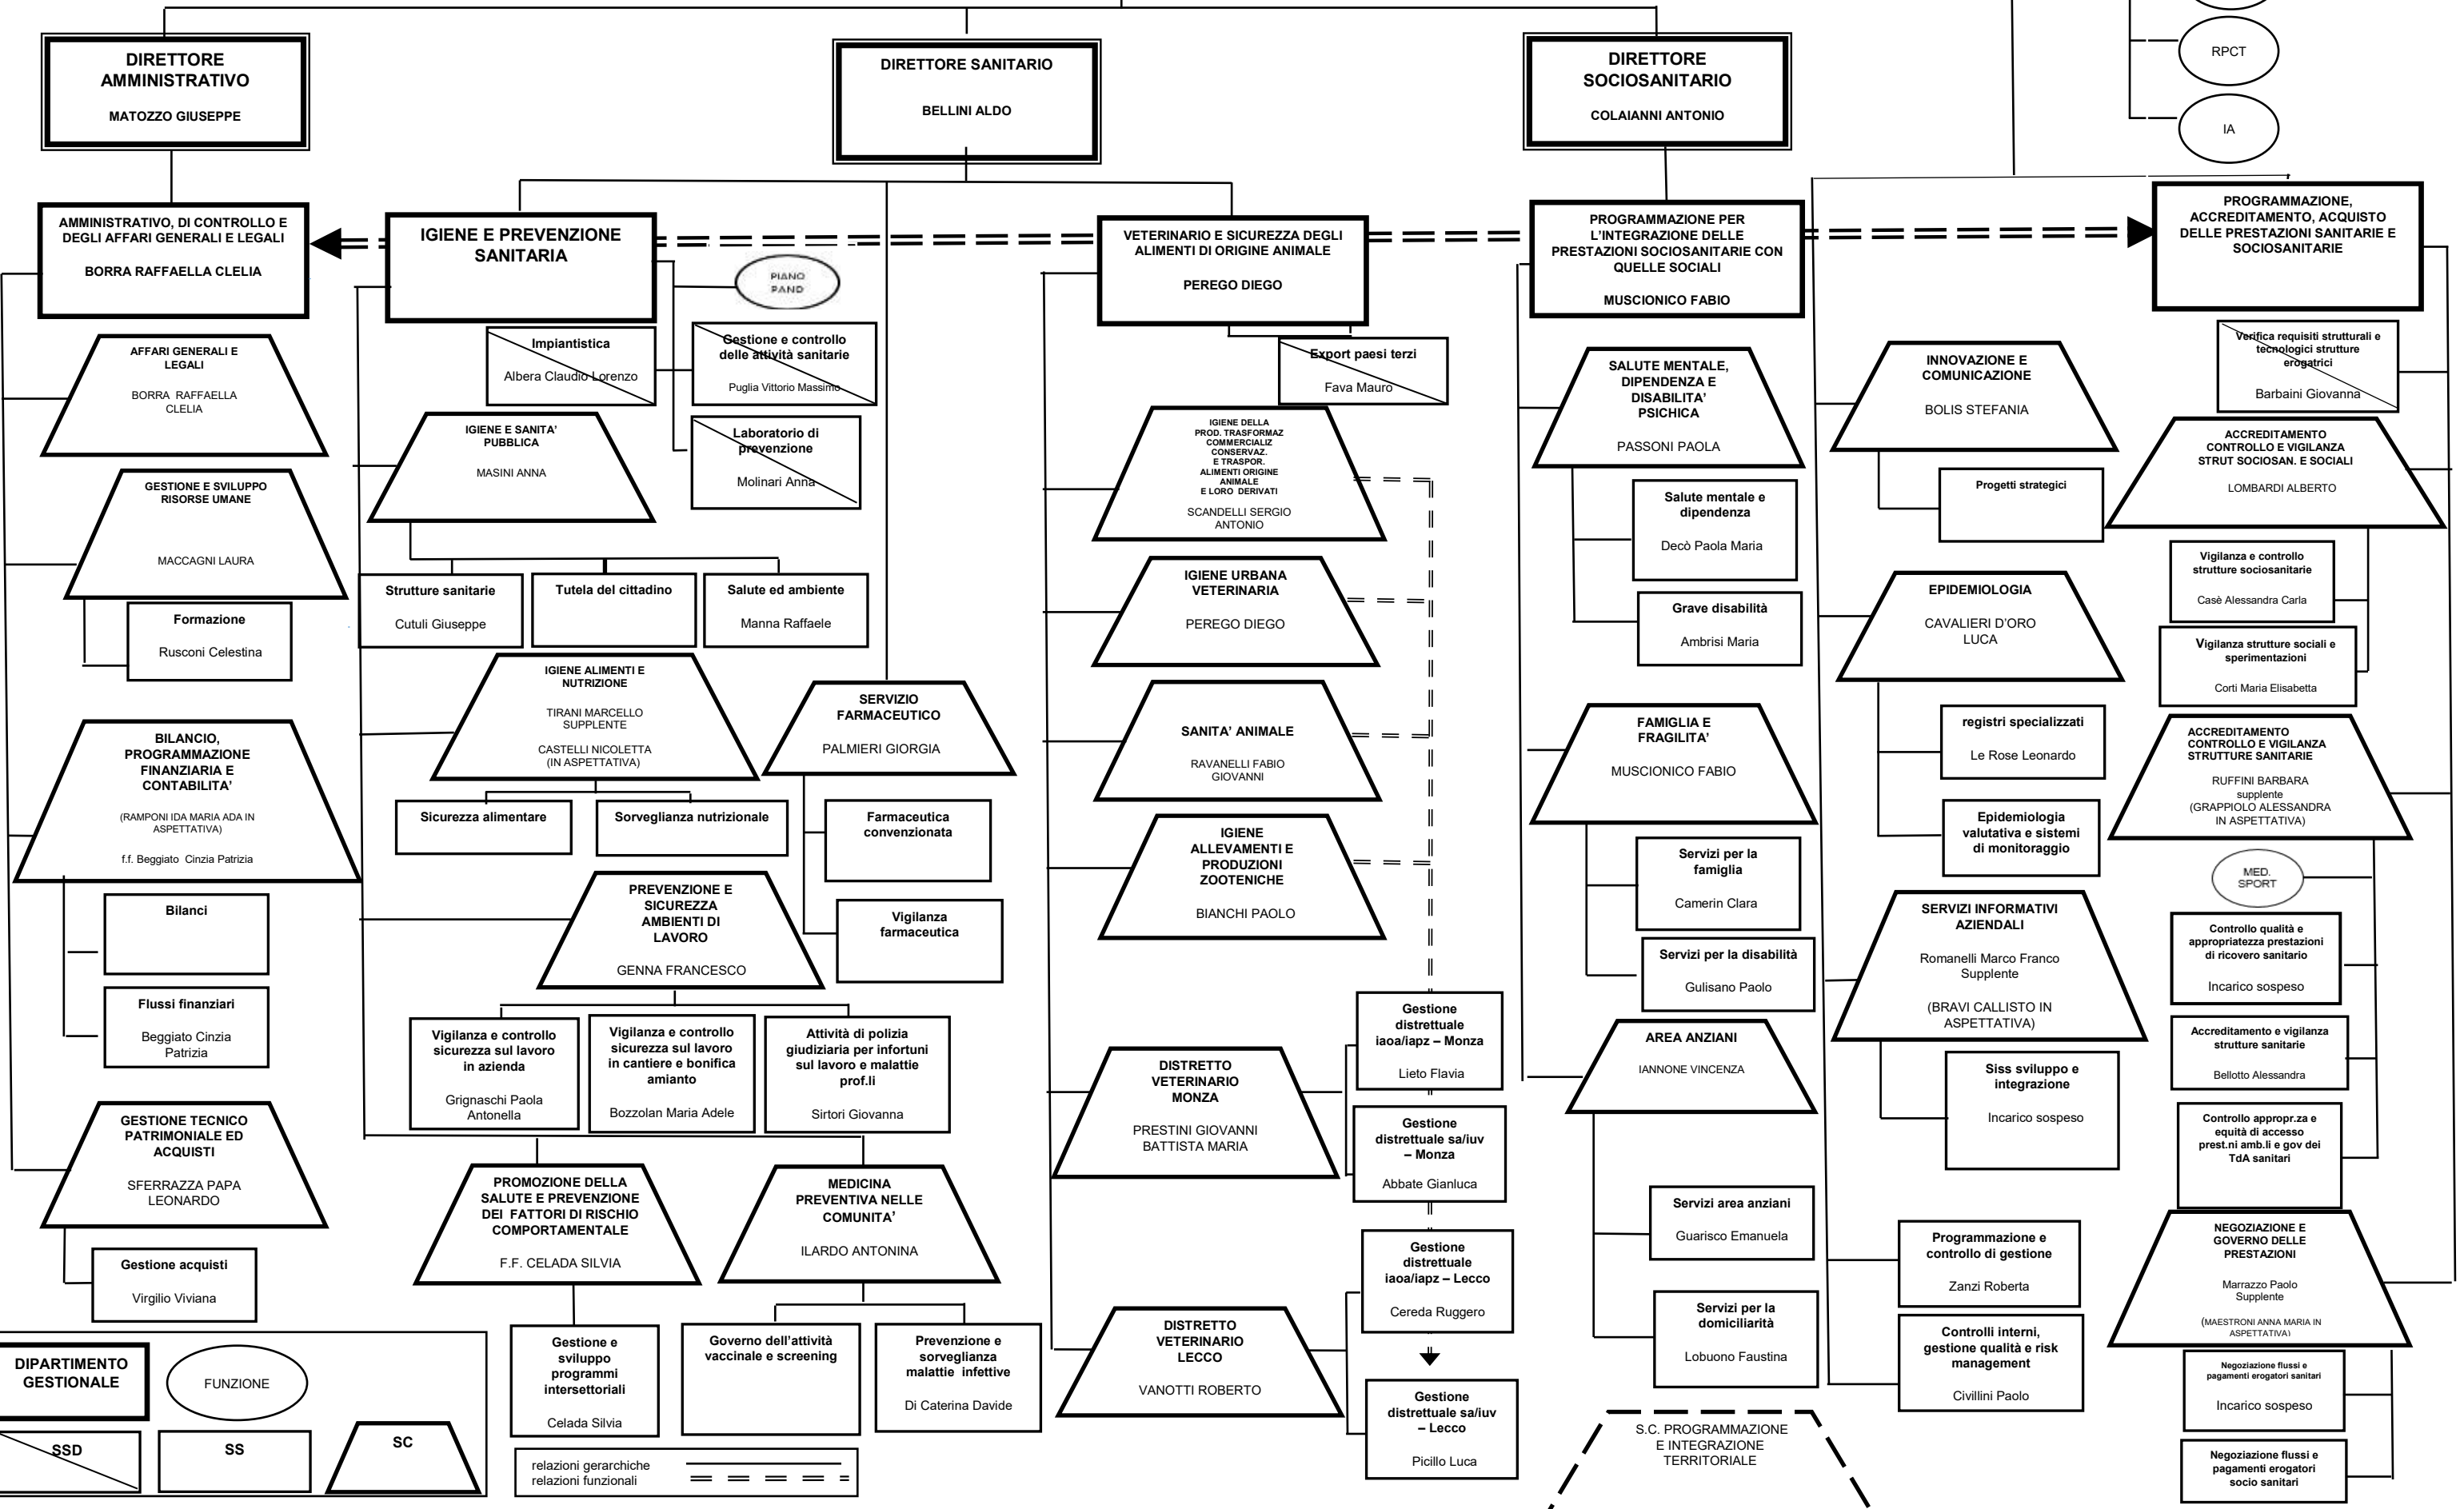 RPCT
IA
DIRETTORE
AMMINISTRATIVO
MATOZZO GIUSEPPE
DIRETTORE SANITARIO
BELLINI ALDO
DIRETTORE
SOCIOSANITARIO
COLAIANNI ANTONIO
AMMINISTRATIVO, DI CONTROLLO E
DEGLI AFFARI GENERALI E LEGALI
BORRA RAFFAELLA CLELIA
AFFARI GENERALI E
LEGALI
BORRA  RAFFAELLA
CLELIA
GESTIONE E SVILUPPO
RISORSE UMANE
MACCAGNI LAURA
Formazione
Rusconi Celestina
BILANCIO,
PROGRAMMAZIONE
FINANZIARIA E
CONTABILITA’
(RAMPONI IDA MARIA ADA IN
ASPETTATIVA)
f.f. Beggiato  Cinzia Patrizia
Bilanci
Flussi finanziari
Beggiato Cinzia
Patrizia
GESTIONE TECNICO
PATRIMONIALE ED
ACQUISTI
SFERRAZZA PAPA
LEONARDO
Gestione acquisti
Virgilio Viviana
IGIENE E PREVENZIONE
SANITARIA
PIANO
PAND
Impiantistica
Albera Claudio Lorenzo
Gestione e controllo
delle attività sanitarie
Puglia Vittorio Massimo
Laboratorio di
prevenzione
Molinari Anna
IGIENE E SANITA’
PUBBLICA
MASINI ANNA
Strutture sanitarie
Cutuli Giuseppe
Tutela del cittadino
Salute ed ambiente
Manna Raffaele
IGIENE ALIMENTI E
NUTRIZIONE
TIRANI MARCELLO
SUPPLENTE
CASTELLI NICOLETTA
(IN ASPETTATIVA)
Sicurezza alimentare
Sorveglianza nutrizionale
SERVIZIO
FARMACEUTICO
PALMIERI GIORGIA
Farmaceutica
convenzionata
Vigilanza
farmaceutica
PREVENZIONE E
SICUREZZA
AMBIENTI DI
LAVORO
GENNA FRANCESCO
Vigilanza e controllo
sicurezza sul lavoro
in azienda
Grignaschi Paola
Antonella
Vigilanza e controllo
sicurezza sul lavoro
in cantiere e bonifica
amianto
Bozzolan Maria Adele
Attività di polizia
giudiziaria per infortuni
sul lavoro e malattie
prof.li
Sirtori Giovanna
PROMOZIONE DELLA
SALUTE E PREVENZIONE
DEI  FATTORI DI RISCHIO
COMPORTAMENTALE
F.F. CELADA SILVIA
Gestione e
sviluppo
programmi
intersettoriali
Celada Silvia
MEDICINA
PREVENTIVA NELLE
COMUNITA’
ILARDO ANTONINA
Governo dell’attività
vaccinale e screening
Prevenzione e
sorveglianza
malattie  infettive
Di Caterina Davide
VETERINARIO E SICUREZZA DEGLI
ALIMENTI DI ORIGINE ANIMALE
PEREGO DIEGO
Export paesi terzi
Fava Mauro
IGIENE DELLA
PROD. TRASFORMAZ
COMMERCIALIZ
CONSERVAZ.
E TRASPOR.
ALIMENTI ORIGINE
ANIMALE
E LORO  DERIVATI
SCANDELLI SERGIO
ANTONIO
IGIENE URBANA
VETERINARIA
PEREGO DIEGO
SANITA’ ANIMALE
RAVANELLI FABIO
GIOVANNI
IGIENE
ALLEVAMENTI E
PRODUZIONI
ZOOTENICHE
BIANCHI PAOLO
DISTRETTO
VETERINARIO
MONZA
PRESTINI GIOVANNI
BATTISTA MARIA
Gestione
distrettuale
iaoa/iapz – Monza
Lieto Flavia
Gestione
distrettuale sa/iuv
– Monza
Abbate Gianluca
DISTRETTO
VETERINARIO
LECCO
VANOTTI ROBERTO
Gestione
distrettuale
iaoa/iapz – Lecco
Cereda Ruggero
Gestione
distrettuale sa/iuv
– Lecco
Picillo Luca
PROGRAMMAZIONE PER
L’INTEGRAZIONE DELLE
PRESTAZIONI SOCIOSANITARIE CON
QUELLE SOCIALI
MUSCIONICO FABIO
SALUTE MENTALE,
DIPENDENZA E
DISABILITA’
PSICHICA
PASSONI PAOLA
Salute mentale e
dipendenza
Decò Paola Maria
Grave disabilità
Ambrisi Maria
FAMIGLIA E
FRAGILITA’
MUSCIONICO FABIO
Servizi per la
famiglia
Camerin Clara
Servizi per la disabilità
Gulisano Paolo
AREA ANZIANI
IANNONE VINCENZA
Servizi area anziani
Guarisco Emanuela
Servizi per la
domiciliarità
Lobuono Faustina
S.C. PROGRAMMAZIONE
E INTEGRAZIONE
TERRITORIALE
INNOVAZIONE E
COMUNICAZIONE
BOLIS STEFANIA
Progetti strategici
EPIDEMIOLOGIA
CAVALIERI D’ORO
LUCA
registri specializzati
Le Rose Leonardo
Epidemiologia
valutativa e sistemi
di monitoraggio
SERVIZI INFORMATIVI
AZIENDALI
Romanelli Marco Franco
Supplente
(BRAVI CALLISTO IN
ASPETTATIVA)
Siss sviluppo e
integrazione
Incarico sospeso
Programmazione e
controllo di gestione
Zanzi Roberta
Controlli interni,
gestione qualità e risk
management
Civillini Paolo
PROGRAMMAZIONE,
ACCREDITAMENTO, ACQUISTO
DELLE PRESTAZIONI SANITARIE E
SOCIOSANITARIE
Verifica requisiti strutturali e
tecnologici strutture
erogatrici
Barbaini Giovanna
ACCREDITAMENTO
CONTROLLO E VIGILANZA
STRUT SOCIOSAN. E SOCIALI
LOMBARDI ALBERTO
Vigilanza e controllo
strutture sociosanitarie
Casè Alessandra Carla
Vigilanza strutture sociali e
sperimentazioni
Corti Maria Elisabetta
ACCREDITAMENTO
CONTROLLO E VIGILANZA
STRUTTURE SANITARIE
RUFFINI BARBARA
supplente
(GRAPPIOLO ALESSANDRA
IN ASPETTATIVA)
MED.
SPORT
Controllo qualità e
appropriatezza prestazioni
di ricovero sanitario
Incarico sospeso
Accreditamento e vigilanza
strutture sanitarie
Bellotto Alessandra
Controllo appropr.za e
equità di accesso
prest.ni amb.li e gov dei
TdA sanitari
NEGOZIAZIONE E
GOVERNO DELLE
PRESTAZIONI
Marrazzo Paolo
Supplente
(MAESTRONI ANNA MARIA IN
ASPETTATIVA)
Negoziazione flussi e
pagamenti erogatori sanitari
Incarico sospeso
Negoziazione flussi e
pagamenti erogatori
socio sanitari
DIPARTIMENTO
GESTIONALE
FUNZIONE
SSD
SS
SC
relazioni gerarchiche
relazioni funzionali